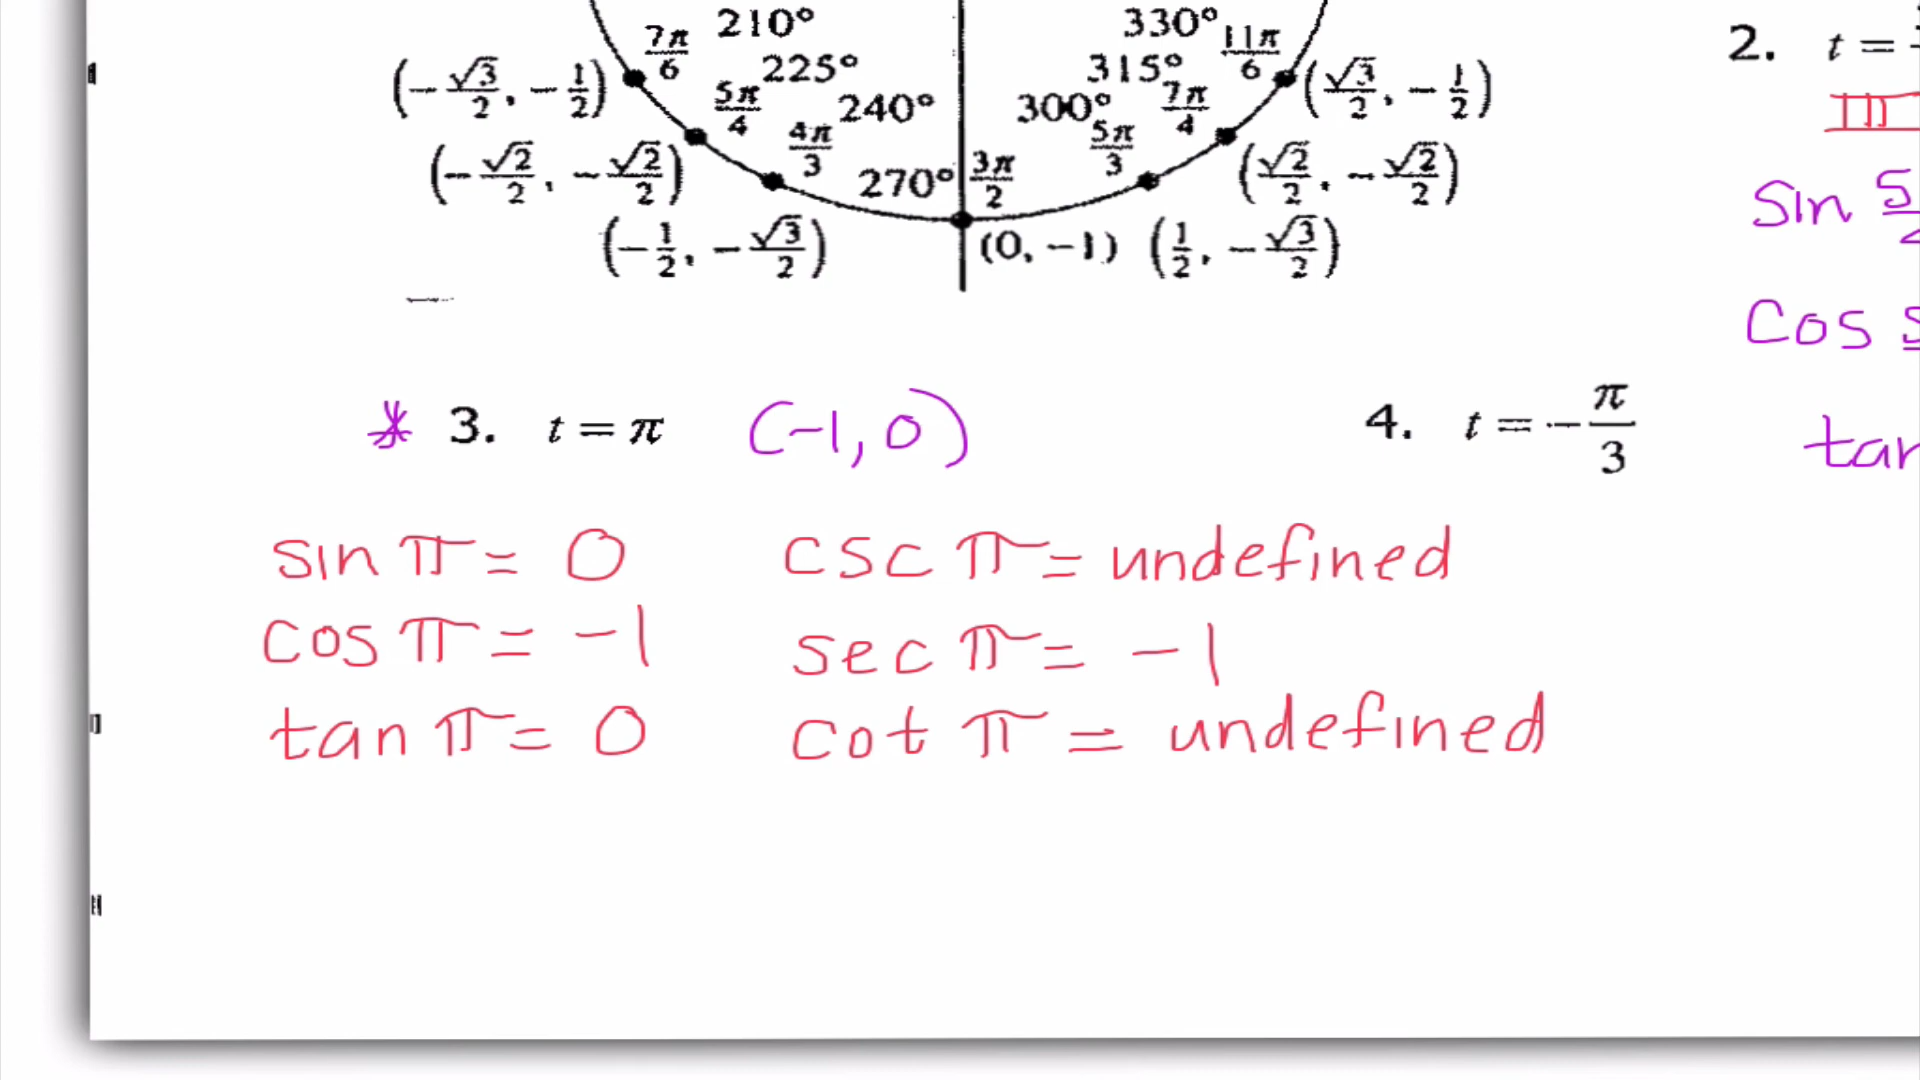 210° 330°
7π/6 11π/6
(-√3/2, -1/2) 225° 315° (√3/2, -1/2)
5π/4 240° 300° 7π/4
4π/3 5π/3
(-√2/2, -√2/2) 270° 3π/2 (√2/2, -√2/2)
(-1/2, -√3/2) (0, -1) (1/2, -√3/2)
2. t =
III
sin
cos
tan
* 3. t = π (-1, 0)
sin π = 0 csc π = undefined
cos π = -1 sec π = -1
tan π = 0 cot π = undefined
4. t = -π/3